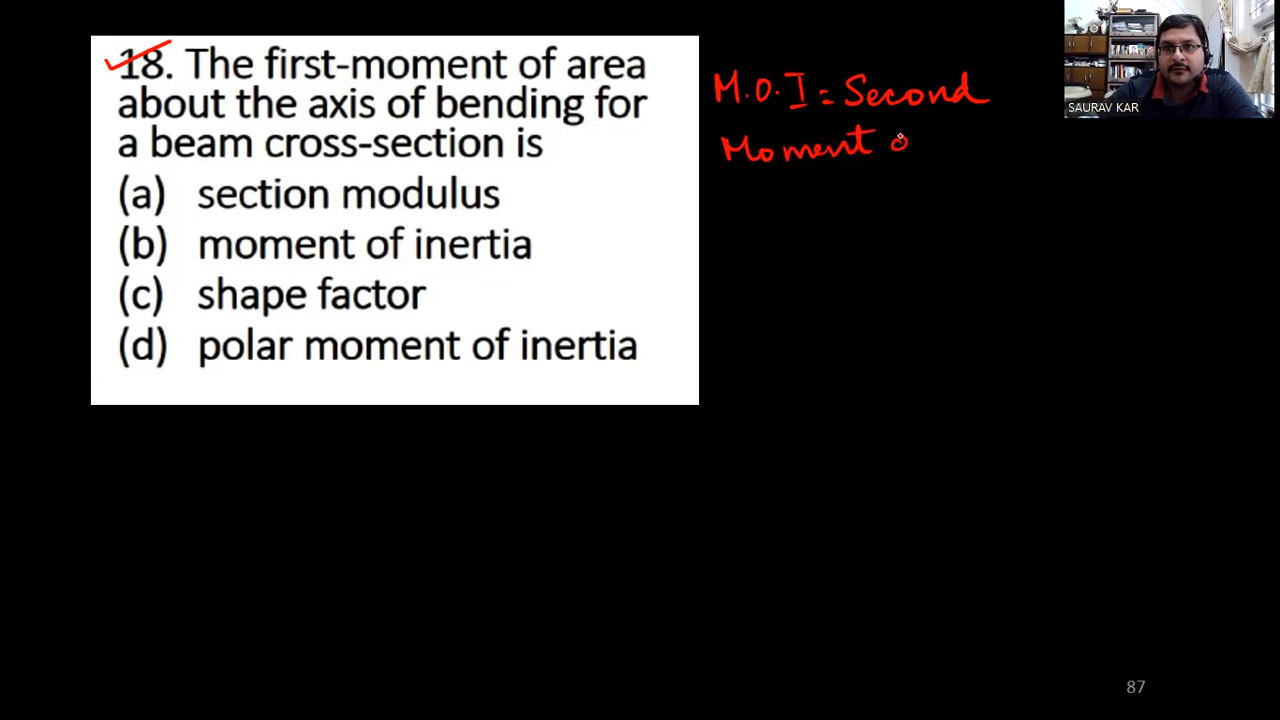 18. The first-moment of area
about the axis of bending for
a beam cross-section is
(a) section modulus
(b) moment of inertia
(c) shape factor
(d) polar moment of inertia
M.O.I = Second
Moment o
SAURAV KAR
87